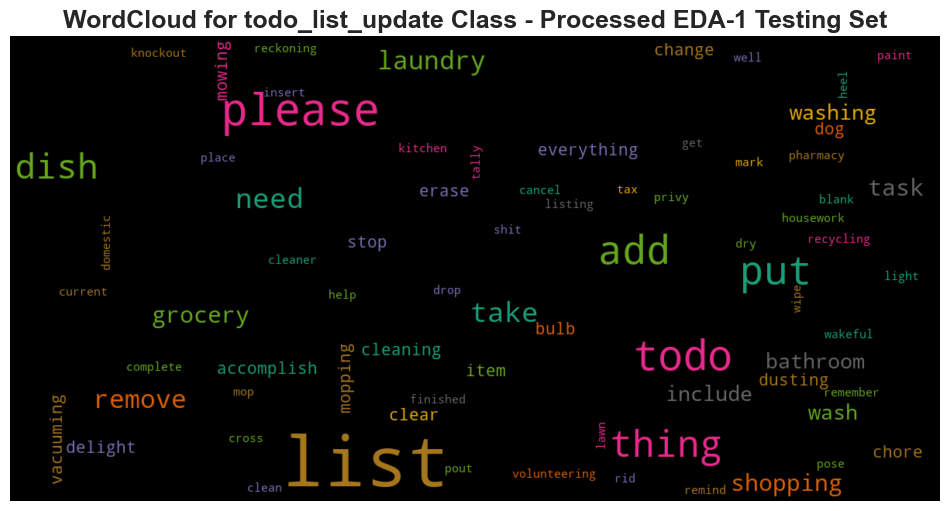 WordCloud for todo_list_update Class - Processed EDA-1 Testing Set
knockout
reckoning
mowing
laundry
change
well
paint
please
insert
heel
washing
dog
dish
place
kitchen
tally
everything
get
mark
pharmacy
need
erase
cancel
listing
tax
privy
task
blank
housework
domestic
cleaner
stop
shit
add
dry
recycling
put
light
current
help
drop
wipe
grocery
take
bulb
wakeful
complete
accomplish
cleaning
mopping
item
todo
bathroom
dusting
include
remember
remove
mop
finished
clear
wash
vacuuming
delight
cross
list
pout
lawn
thing
chore
clean
volunteering
rid
remind
pose
shopping